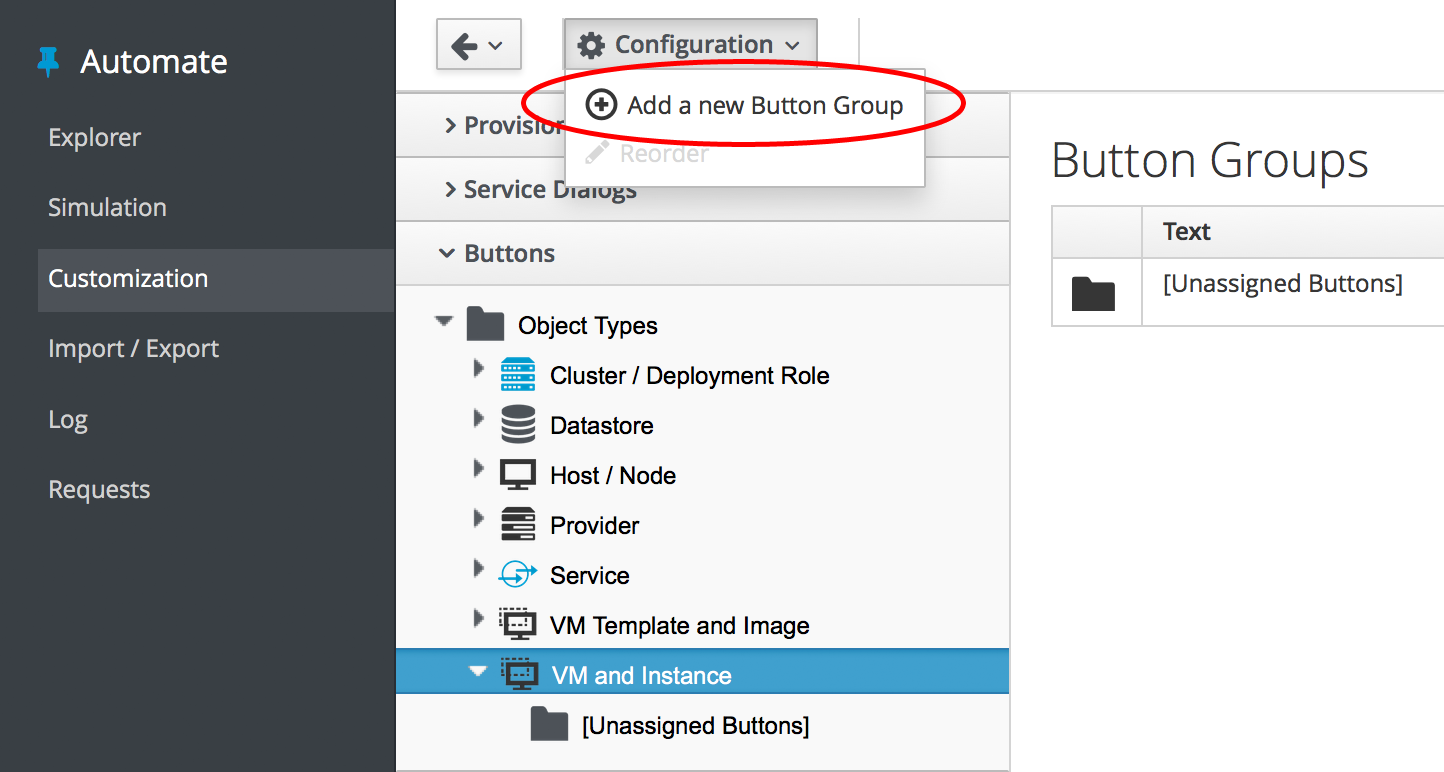 Automate
Explorer
Simulation
Customization
Import / Export
Log
Requests
Configuration
Add a new Button Group
Reorder
Service Dialogs
Buttons
Object Types
Cluster / Deployment Role
Datastore
Host / Node
Provider
Service
VM Template and Image
VM and Instance
[Unassigned Buttons]
Button Groups
Text
[Unassigned Buttons]